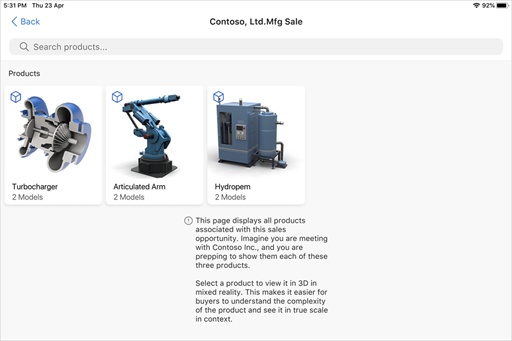 5:31 PM Thu 23 Apr
92%
Back
Contoso, Ltd.Mfg Sale
Search products...
Products
Turbocharger
2 Models
Articulated Arm
2 Models
Hydropem
2 Models
This page displays all products
associated with this sales
opportunity. Imagine you are meeting
with Contoso Inc., and you are
prepping to show them each of these
three products.
Select a product to view it in 3D in
mixed reality. This makes it easier for
buyers to understand the complexity
of the product and see it in true scale
in context.